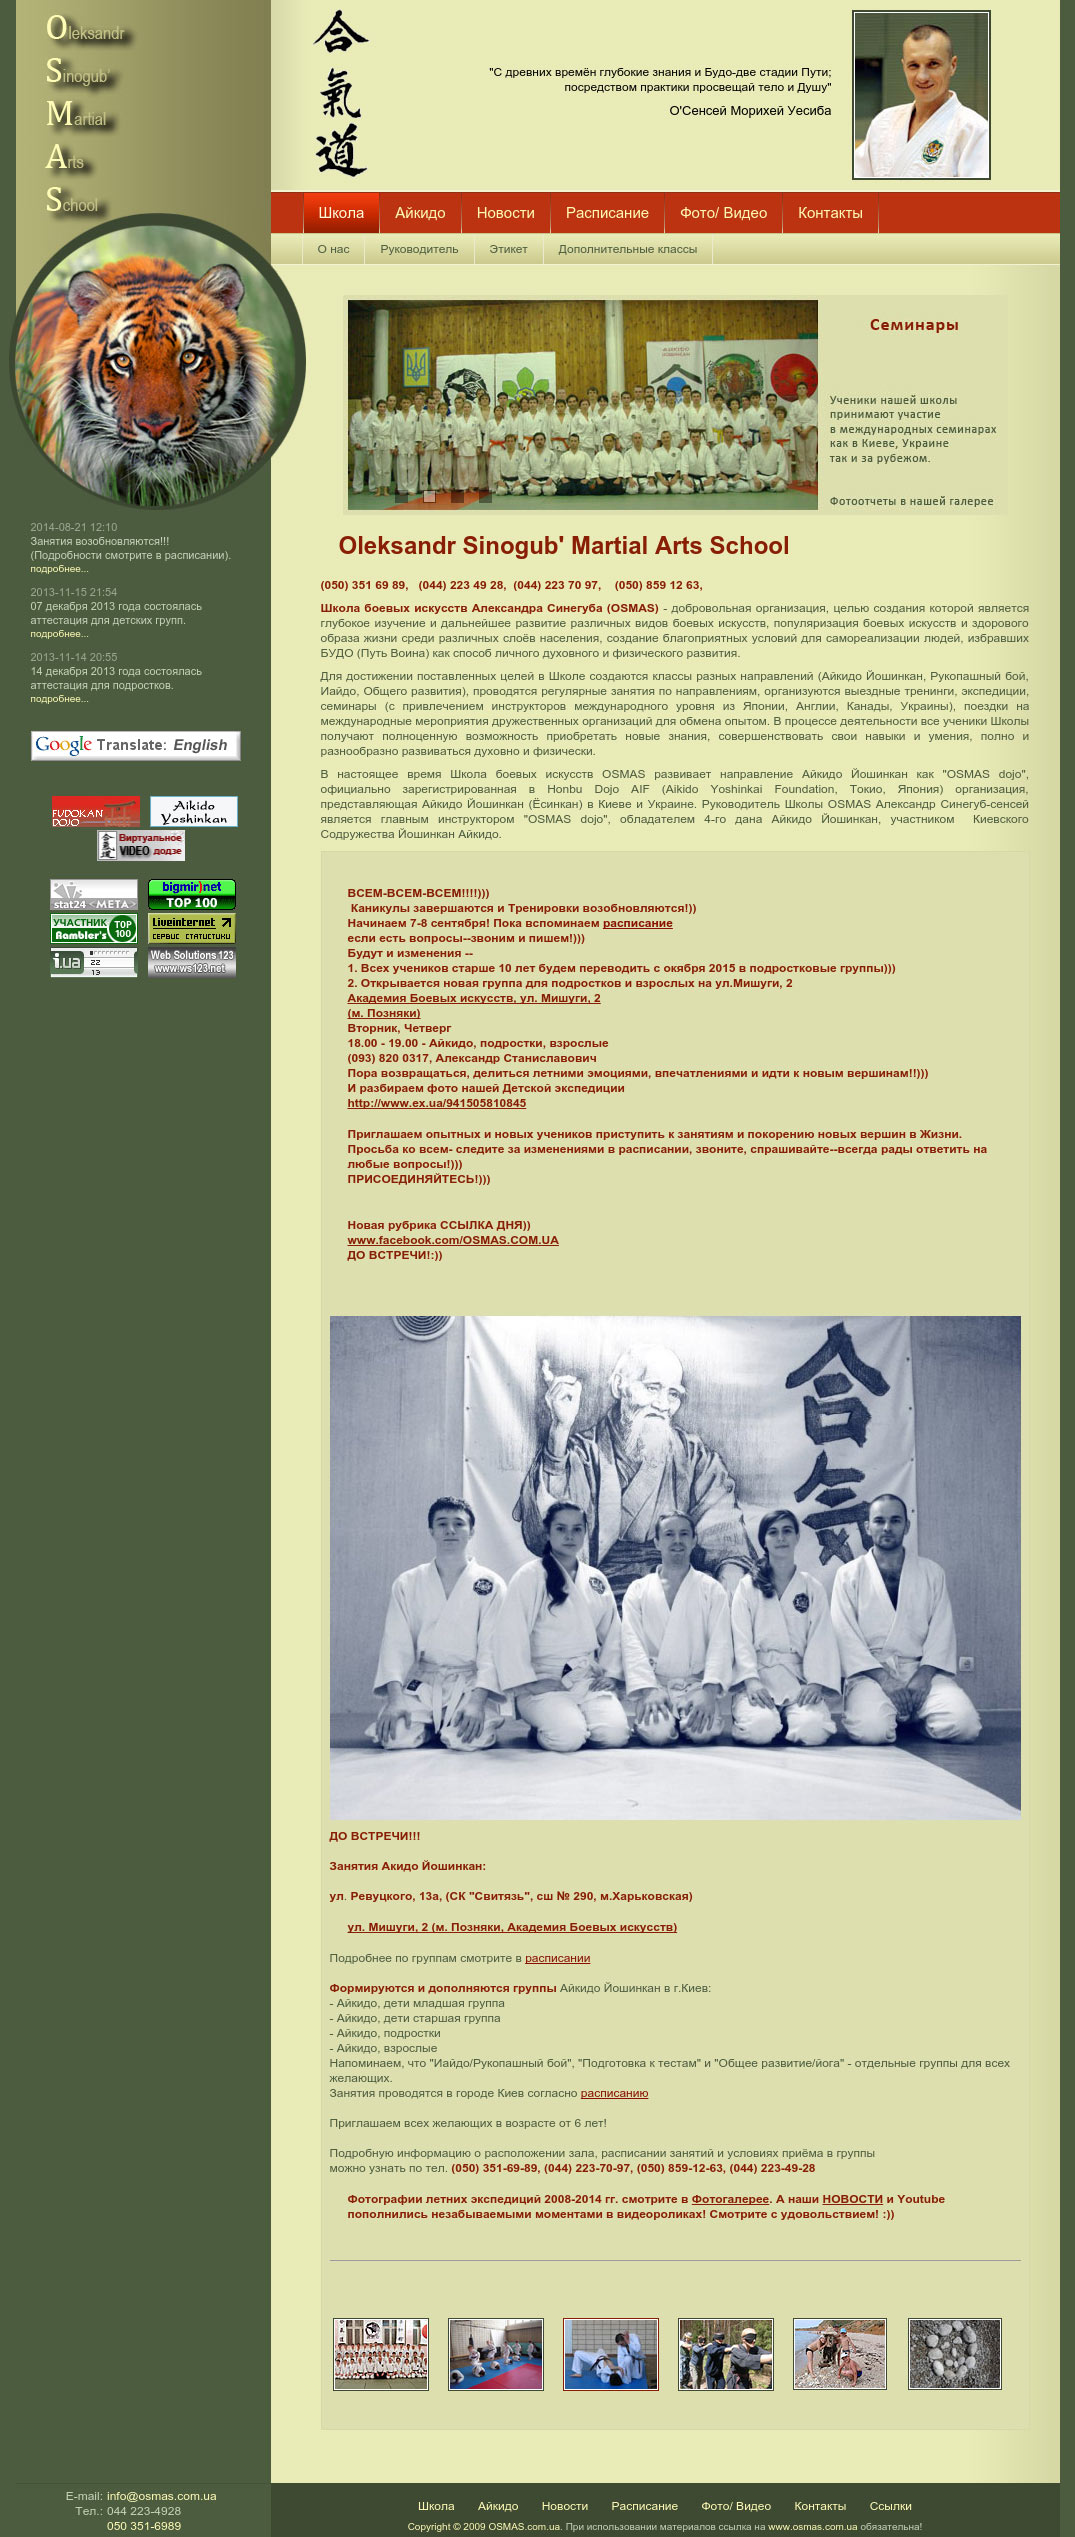 Oleksandr
Sinogub'
Martial
Arts
School
合氣道
"С древних времён глубокие знания и Будо-две стадии Пути;
посредством практики просвещай тело и Душу"
О'Сенсей Морихей Уесиба
Школа Айкидо Новости Расписание Фото/ Видео Контакты
О нас Руководитель Этикет Дополнительные классы
Семинары
Ученики нашей школы
принимают участие
в международных семинарах
как в Киеве, Украине
так и за рубежом.
Фотоотчеты в нашей галерее
2014-08-21 12:10
Занятия возобновляются!!!
(Подробности смотрите в расписании).
подробнее...
2013-11-15 21:54
07 декабря 2013 года состоялась
аттестация для детских групп.
подробнее...
2013-11-14 20:55
14 декабря 2013 года состоялась
аттестация для подростков.
подробнее...
Google Translate: English
FUDOKAN
DOJO
Aikido
Yoshinkan
Виртуальное
VIDEO додзе
stat24 <META>
bigmir)net
TOP 100
УЧАСТНИК
Rambler's
TOP
100
Liveinternet
СЕРВИС СТАТИСТИКИ
i.ua
22
13
Web Solutions 123
www.ws123.net
Oleksandr Sinogub' Martial Arts School
(050) 351 69 89, (044) 223 49 28, (044) 223 70 97, (050) 859 12 63,
Школа боевых искусств Александра Синегуба (OSMAS) - добровольная организация, целью создания которой является
глубокое изучение и дальнейшее развитие различных видов боевых искусств, популяризация боевых искусств и здорового
образа жизни среди различных слоёв населения, создание благоприятных условий для самореализации людей, избравших
БУДО (Путь Воина) как способ личного духовного и физического развития.
Для достижении поставленных целей в Школе создаются классы разных направлений (Айкидо Йошинкан, Рукопашный бой,
Иайдо, Общего развития), проводятся регулярные занятия по направлениям, организуются выездные тренинги, экспедиции,
семинары (с привлечением инструкторов международного уровня из Японии, Англии, Канады, Украины), поездки на
международные мероприятия дружественных организаций для обмена опытом. В процессе деятельности все ученики Школы
получают полноценную возможность приобретать новые знания, совершенствовать свои навыки и умения, полно и
разнообразно развиваться духовно и физически.
В настоящее время Школа боевых искусств OSMAS развивает направление Айкидо Йошинкан как "OSMAS dojo",
официально зарегистрированная в Honbu Dojo AIF (Aikido Yoshinkai Foundation, Токио, Япония) организация,
представляющая Айкидо Йошинкан (Ёсинкан) в Киеве и Украине. Руководитель Школы OSMAS Александр Синегуб-сенсей
является главным инструктором "OSMAS dojo", обладателем 4-го дана Айкидо Йошинкан, участником Киевского
Содружества Йошинкан Айкидо.
ВСЕМ-ВСЕМ-ВСЕМ!!!!)))
Каникулы завершаются и Тренировки возобновляются!))
Начинаем 7-8 сентября! Пока вспоминаем расписание
если есть вопросы--звоним и пишем!)))
Будут и изменения --
1. Всех учеников старше 10 лет будем переводить с окября 2015 в подростковые группы)))
2. Открывается новая группа для подростков и взрослых на ул.Мишуги, 2
Академия Боевых искусств, ул. Мишуги, 2
(м. Позняки)
Вторник, Четверг
18.00 - 19.00 - Айкидо, подростки, взрослые
(093) 820 0317, Александр Станиславович
Пора возвращаться, делиться летними эмоциями, впечатлениями и идти к новым вершинам!!)))
И разбираем фото нашей Детской экспедиции
http://www.ex.ua/941505810845
Приглашаем опытных и новых учеников приступить к занятиям и покорению новых вершин в Жизни.
Просьба ко всем- следите за изменениями в расписании, звоните, спрашивайте--всегда рады ответить на
любые вопросы!)))
ПРИСОЕДИНЯЙТЕСЬ!)))
Новая рубрика ССЫЛКА ДНЯ))
www.facebook.com/OSMAS.COM.UA
ДО ВСТРЕЧИ!:))
合氣
ДО ВСТРЕЧИ!!!
Занятия Акидо Йошинкан:
ул. Ревуцкого, 13а, (СК "Свитязь", сш № 290, м.Харьковская)
ул. Мишуги, 2 (м. Позняки, Академия Боевых искусств)
Подробнее по группам смотрите в расписании
Формируются и дополняются группы Айкидо Йошинкан в г.Киев:
- Айкидо, дети младшая группа
- Айкидо, дети старшая группа
- Айкидо, подростки
- Айкидо, взрослые
Напоминаем, что "Иайдо/Рукопашный бой", "Подготовка к тестам" и "Общее развитие/йога" - отдельные группы для всех
желающих.
Занятия проводятся в городе Киев согласно расписанию
Приглашаем всех желающих в возрасте от 6 лет!
Подробную информацию о расположении зала, расписании занятий и условиях приёма в группы
можно узнать по тел. (050) 351-69-89, (044) 223-70-97, (050) 859-12-63, (044) 223-49-28
Фотографии летних экспедиций 2008-2014 гг. смотрите в Фотогалерее. А наши НОВОСТИ и Youtube
пополнились незабываемыми моментами в видеороликах! Смотрите с удовольствием! :))
E-mail: info@osmas.com.ua
Тел.: 044 223-4928
050 351-6989
Школа Айкидо Новости Расписание Фото/ Видео Контакты Ссылки
Copyright © 2009 OSMAS.com.ua. При использовании материалов ссылка на www.osmas.com.ua обязательна!